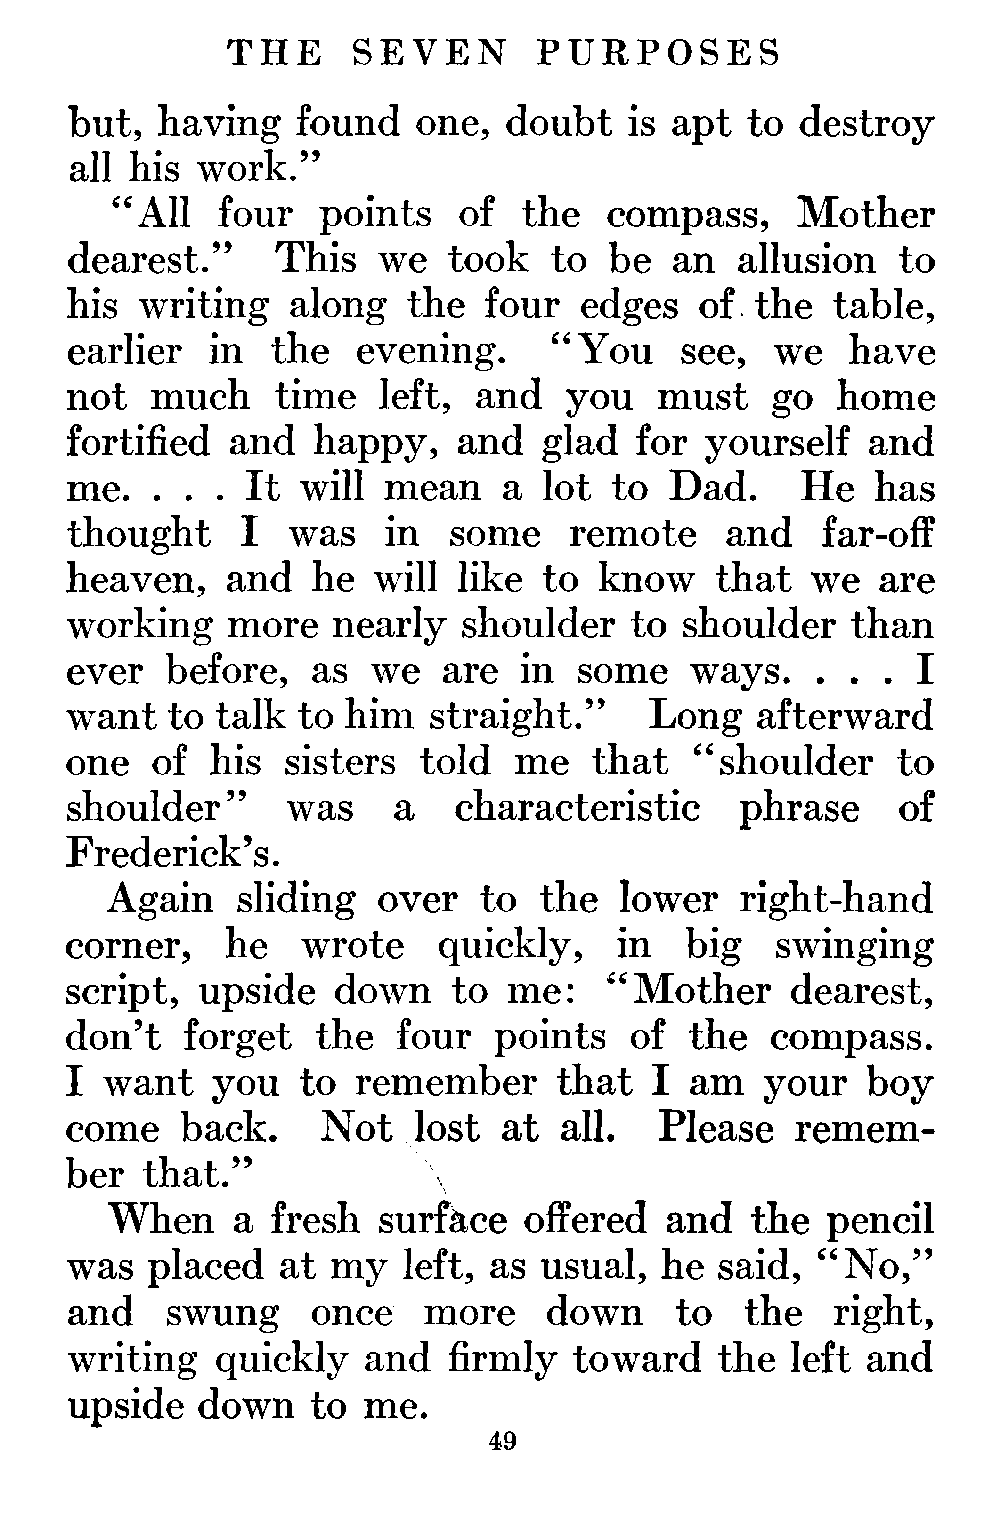 THE SEVEN PURPOSES
but, having found one, doubt is apt to destroy
all his work.”
“All four points of the compass, Mother
dearest.” This we took to be an allusion to
his writing along the four edges of the table,
earlier in the evening. “You see, we have
not much time left, and you must go home
fortified and happy, and glad for yourself and
me. . . . It will mean a lot to Dad. He has
thought I was in some remote and far-off
heaven, and he will like to know that we are
working more nearly shoulder to shoulder than
ever before, as we are in some ways. . . . I
want to talk to him straight.” Long afterward
one of his sisters told me that “shoulder to
shoulder” was a characteristic phrase of
Frederick’s.
Again sliding over to the lower right-hand
corner, he wrote quickly, in big swinging
script, upside down to me: “Mother dearest,
don’t forget the four points of the compass.
I want you to remember that I am your boy
come back. Not lost at all. Please remem-
ber that.”
When a fresh surface offered and the pencil
was placed at my left, as usual, he said, “No,”
and swung once more down to the right,
writing quickly and firmly toward the left and
upside down to me.
49